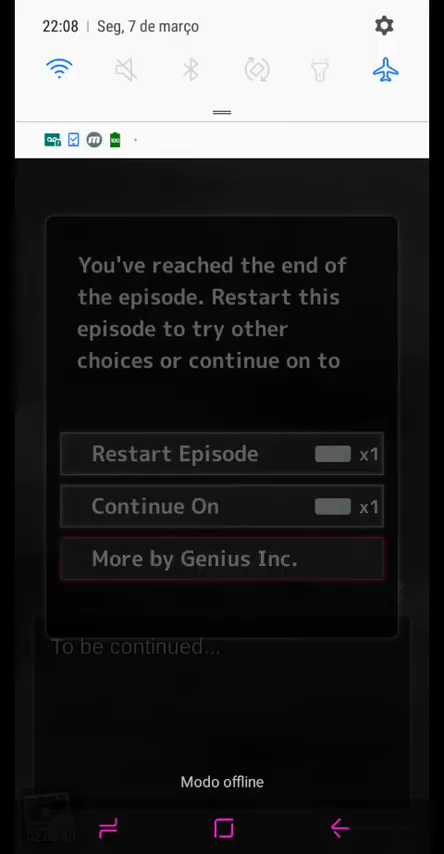 22:08 | Seg, 7 de março
You've reached the end of
the episode. Restart this
episode to try other
choices or continue on to
Restart Episode x1
Continue On x1
More by Genius Inc.
To be continued...
Modo offline